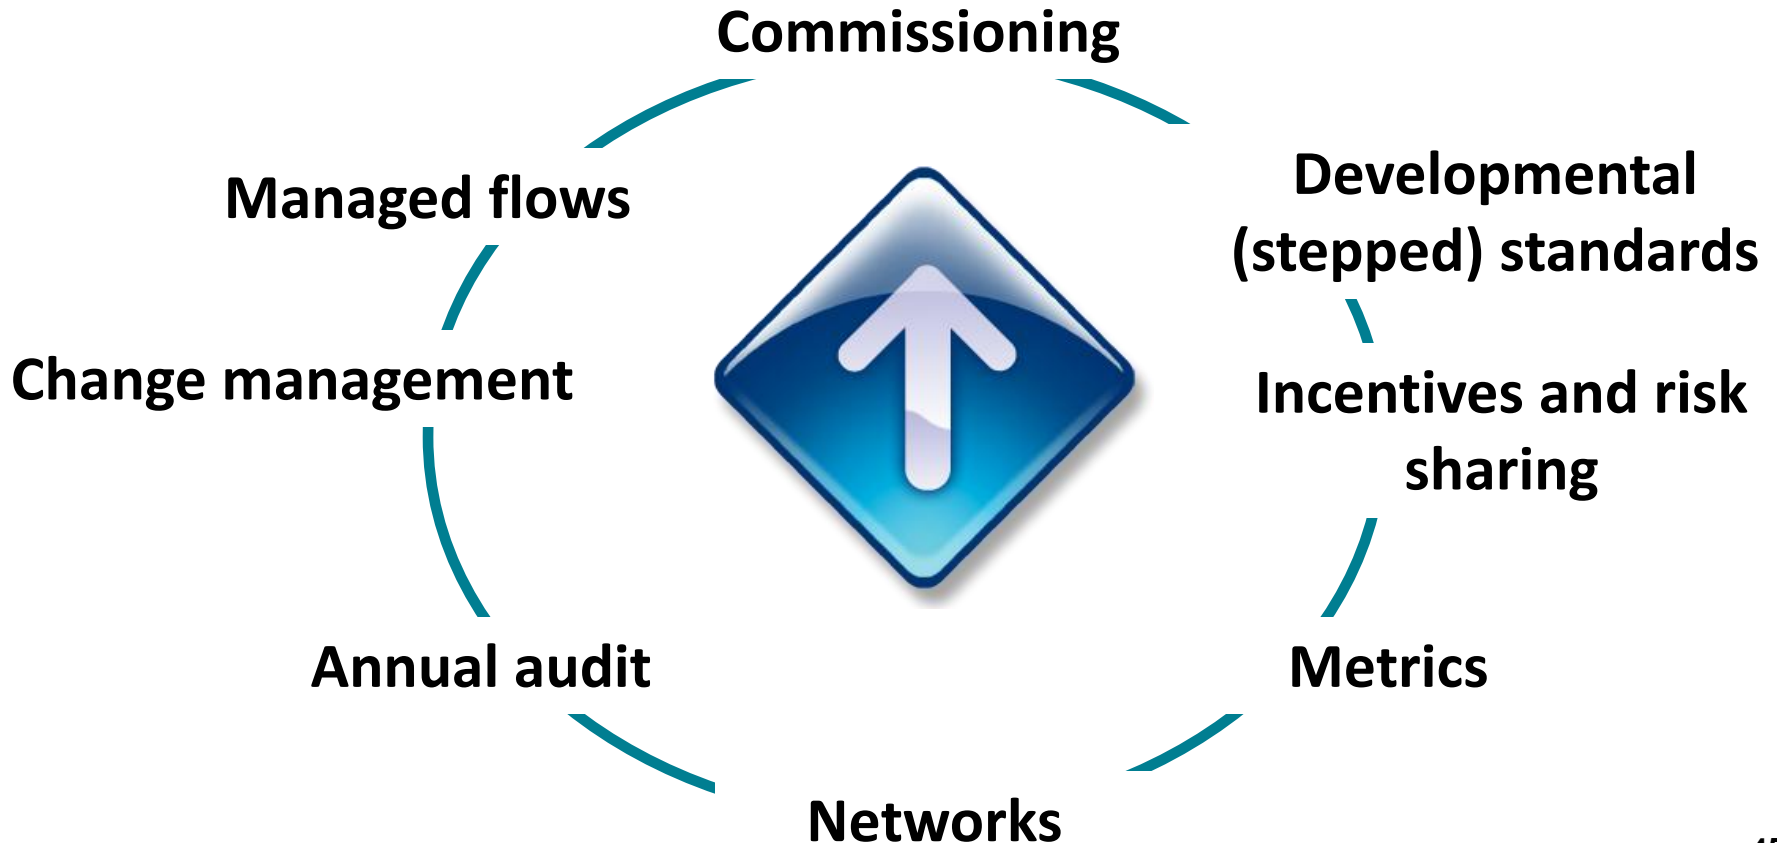 Commissioning
Developmental
(stepped) standards
Managed flows
Change management
Incentives and risk
sharing
Annual audit
Metrics
Networks